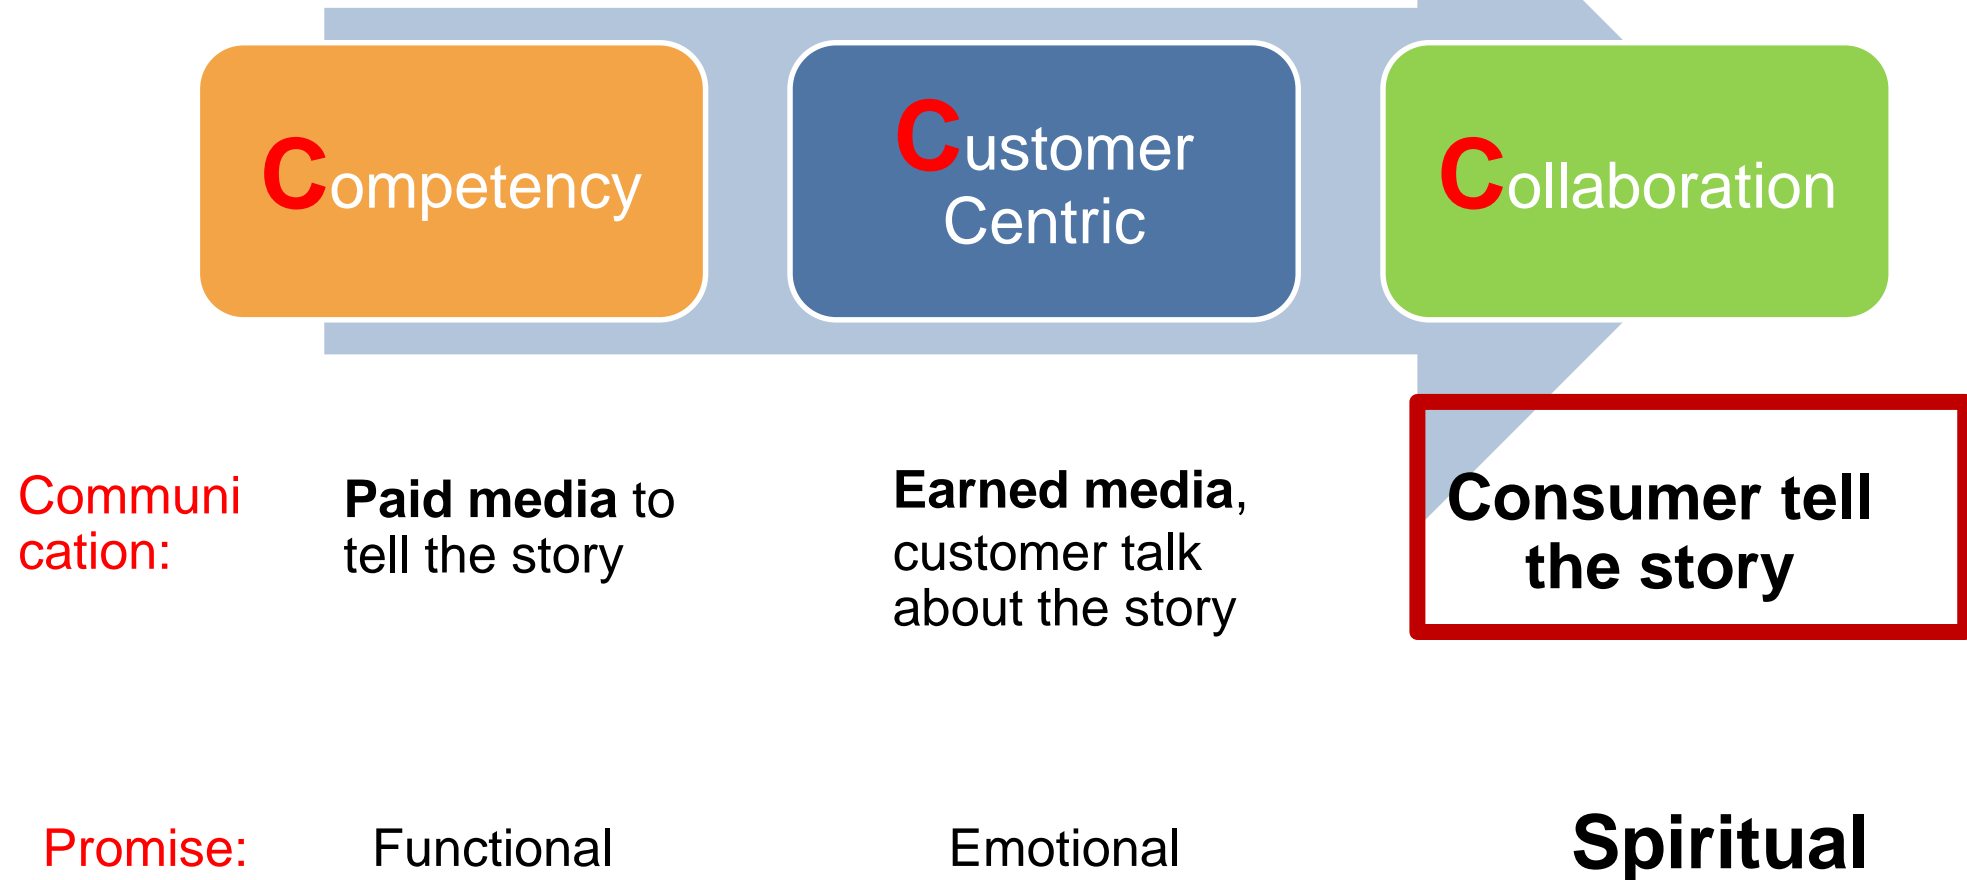 Competency
Customer
Centric
Collaboration
Communi
cation:
Paid media to
tell the story
Earned media,
customer talk
about the story
Consumer tell
the story
Promise:
Functional
Emotional
Spiritual